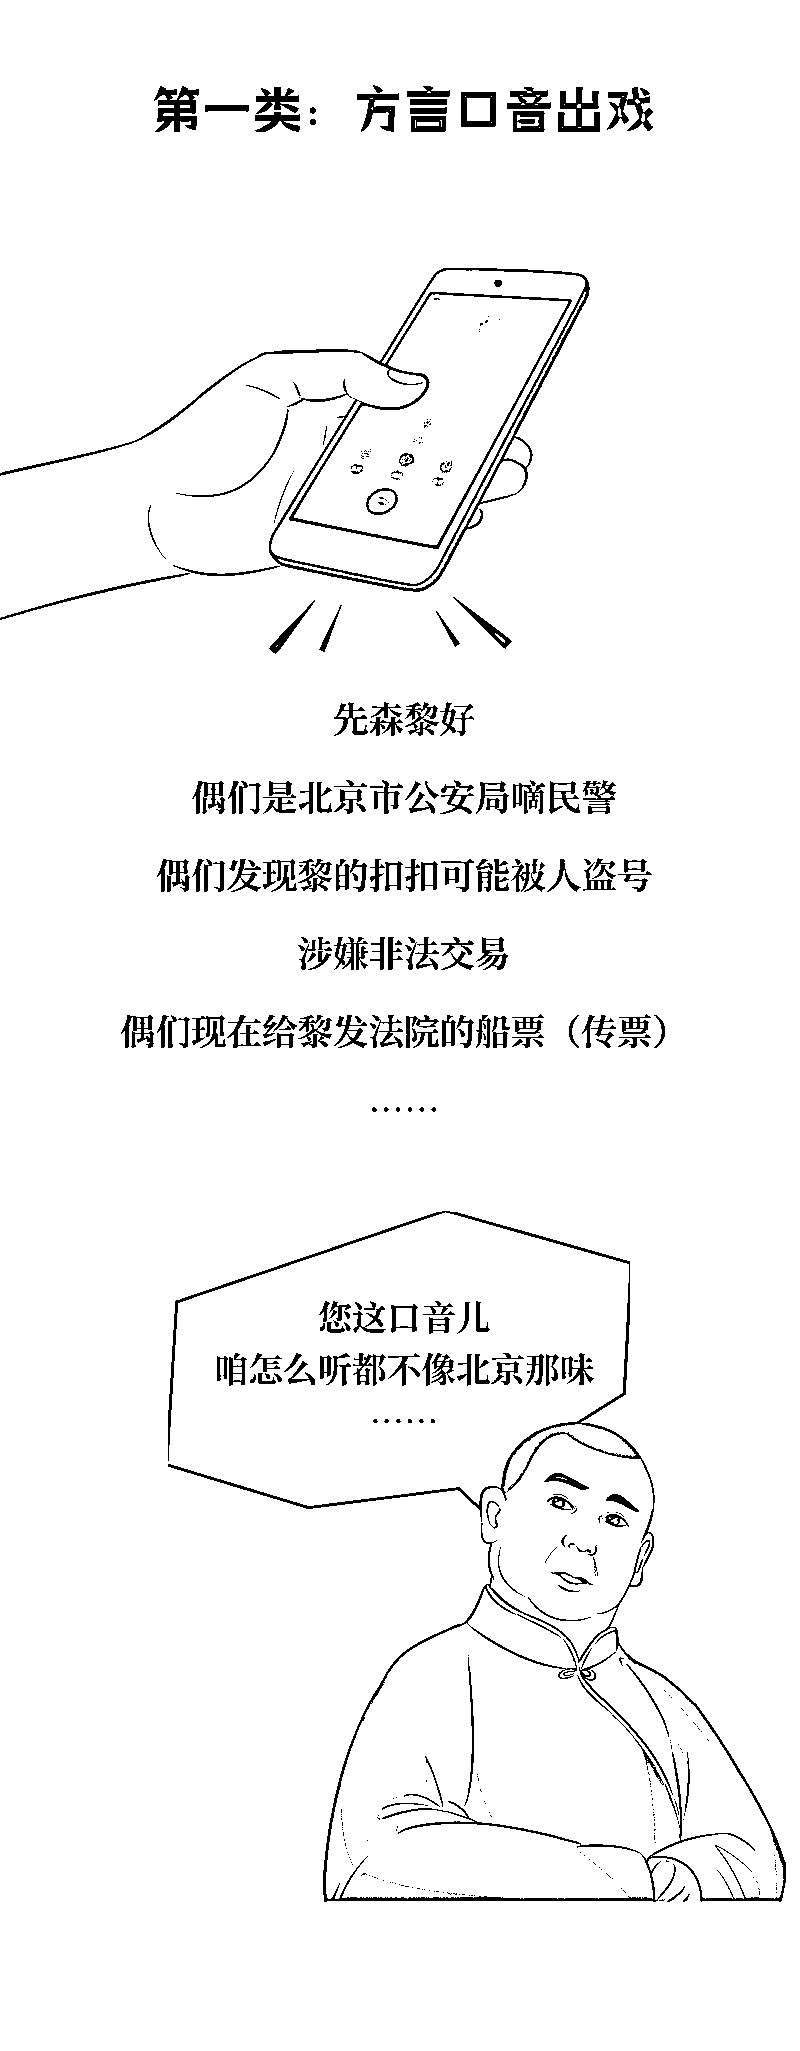 第一类：方言口音出戏
先森黎好
偶们是北京市公安局嘀民警
偶们发现黎的扣扣可能被人盗号
涉嫌非法交易
偶们现在给黎发法院的船票（传票）
……
您这口音儿
咱怎么听都不像北京那味
……